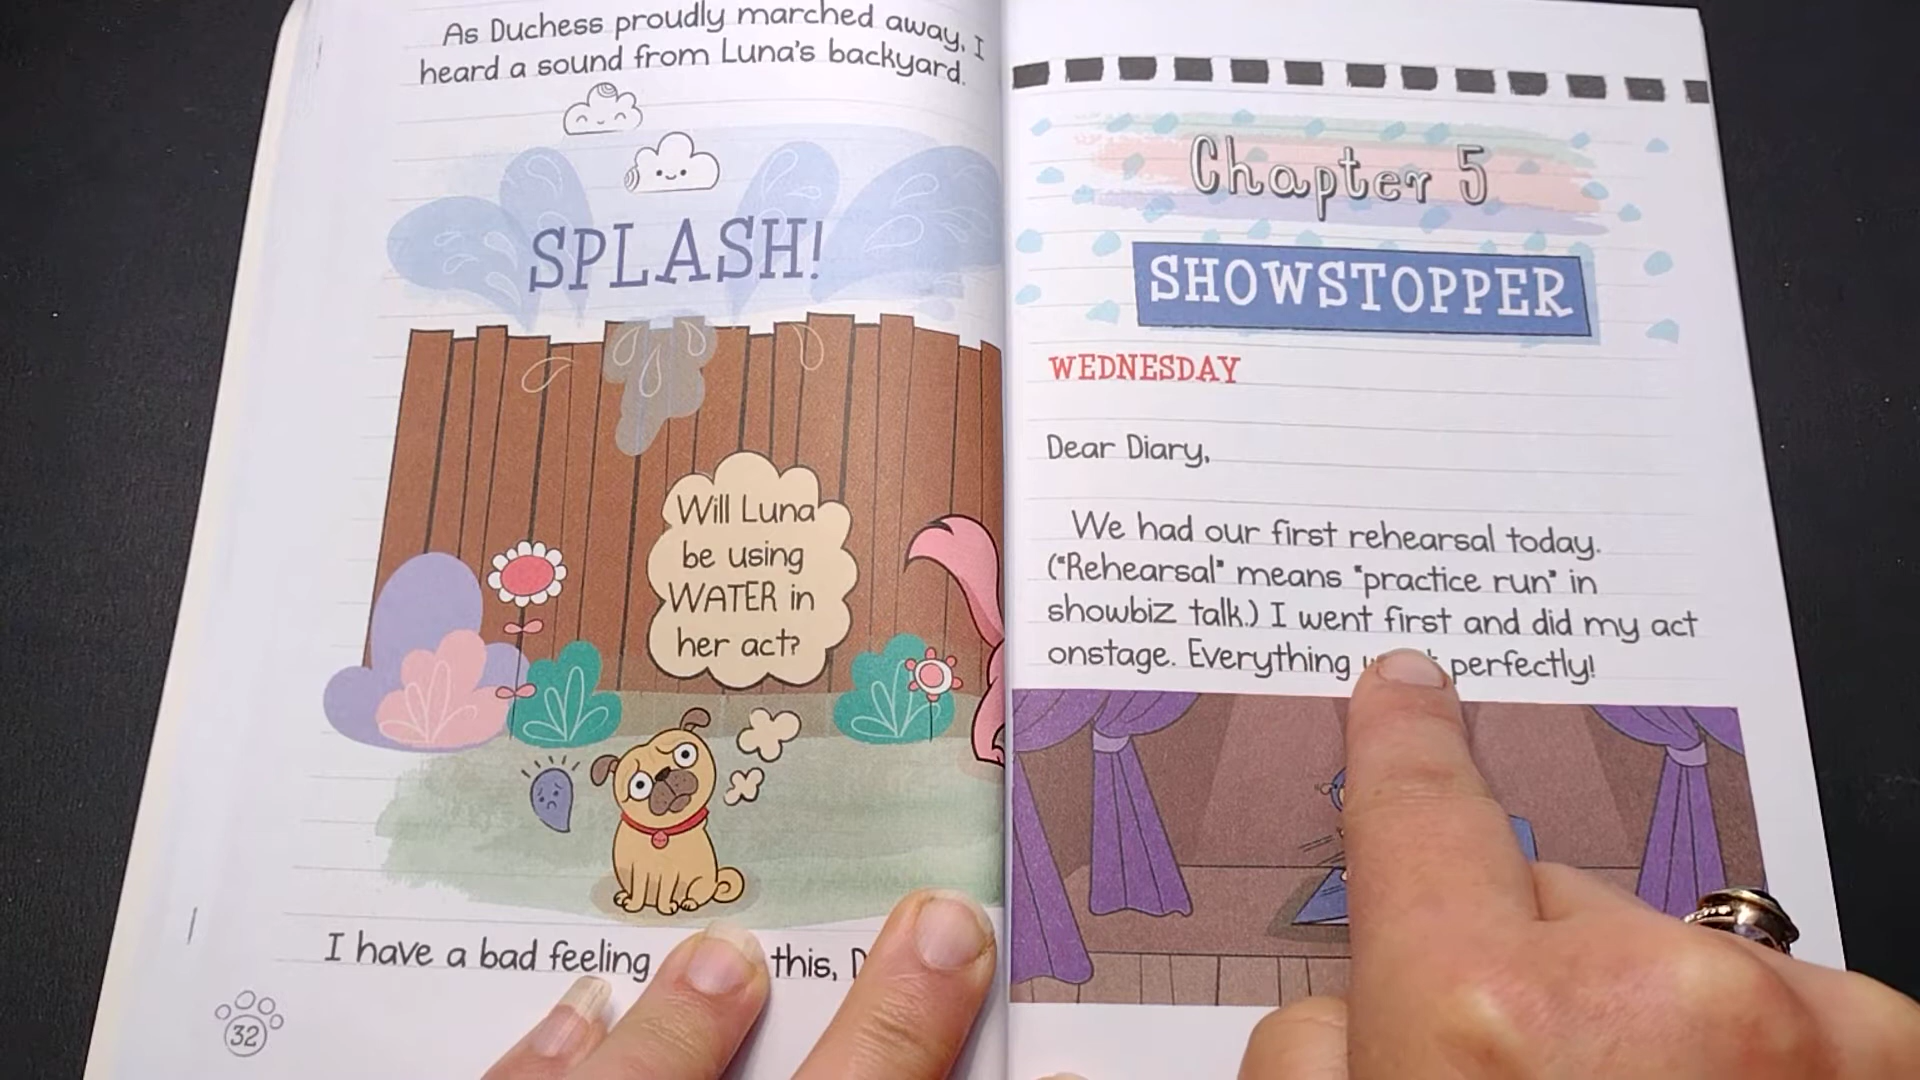 As Duchess proudly marched away, I
heard a sound from Luna's backyard.
SPLASH!
Will Luna
be using
WATER in
her act?
I have a bad feeling this,
32
Chapter 5
SHOWSTOPPER
WEDNESDAY
Dear Diary,
We had our first rehearsal today.
("Rehearsal" means "practice run" in
showbiz talk.) I went first and did my act
onstage. Everything perfectly!